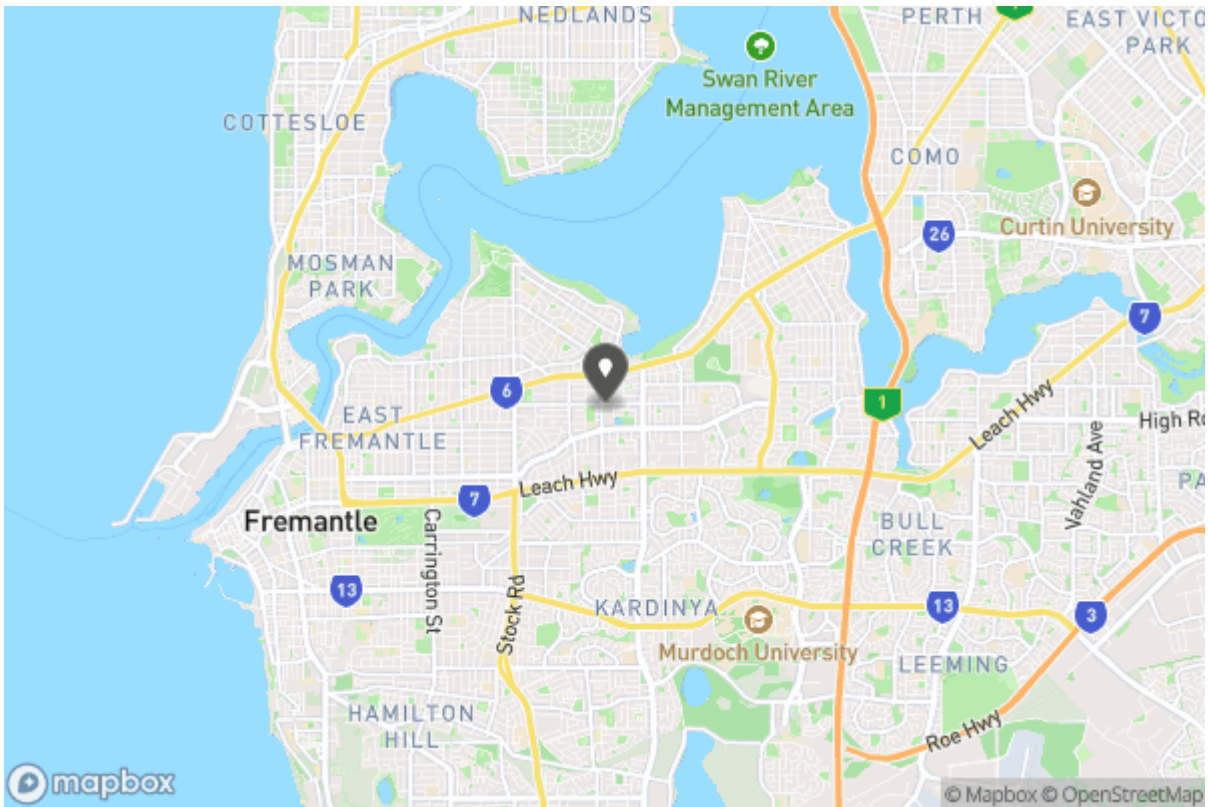 NEDLANDS
PERTH
1
EAST VICTO
PARK
Swan River
Management Area
COTTESLOE
COMO
Curtin University
26
MOSMAN
PARK
7
6
EAST
FREMANTLE
1
Leach Hwy
High Ro
Leach Hwy
7
Vahland Ave
PA
Fremantle
Carrington St
BULL
CREEK
13
Stock Rd
KARDINYA
13
3
Murdoch University
LEEMING
HAMILTON
HILL
Roe Hwy
mapbox
© Mapbox © OpenStreetMap